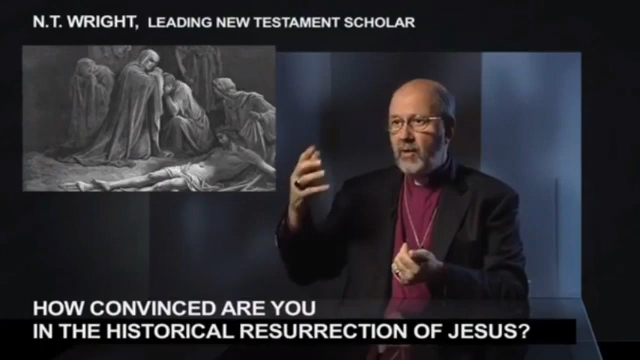 N.T. WRIGHT, LEADING NEW TESTAMENT SCHOLAR
HOW CONVINCED ARE YOU
IN THE HISTORICAL RESURRECTION OF JESUS?